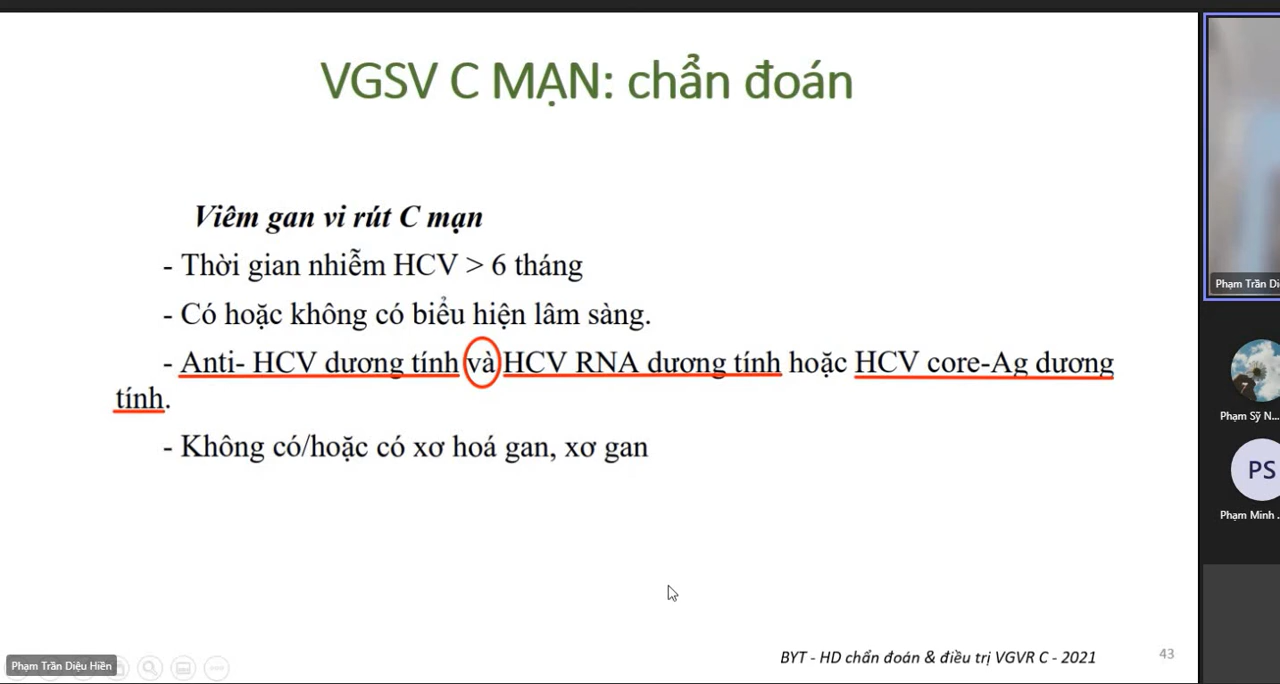 VGSV C MẠN: chẩn đoán
Viêm gan vi rút C mạn
- Thời gian nhiễm HCV > 6 tháng
- Có hoặc không có biểu hiện lâm sàng.
- Anti- HCV dương tính và HCV RNA dương tính hoặc HCV core-Ag dương
tính.
- Không có/hoặc có xơ hoá gan, xơ gan
BYT - HD chẩn đoán & điều trị VGVR C - 2021
43
Phạm Trần Diệu Hiền
Phạm Trần Di
Phạm Sỹ N...
PS
Phạm Minh ...